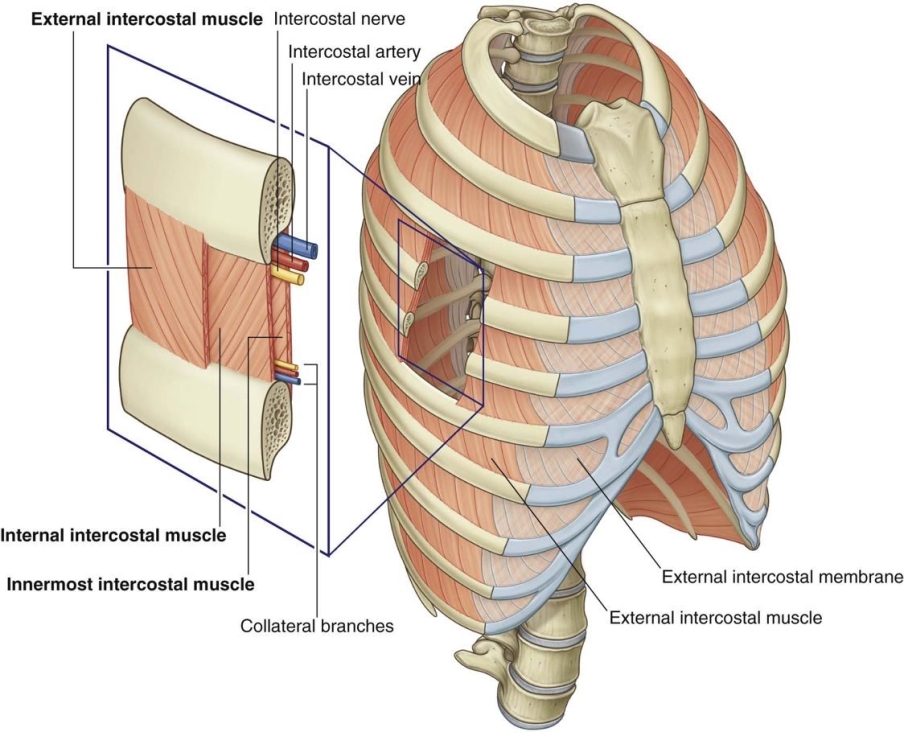 External intercostal muscle
Intercostal nerve
Intercostal artery
Intercostal vein
Internal intercostal muscle
Innermost intercostal muscle
Collateral branches
External intercostal membrane
External intercostal muscle